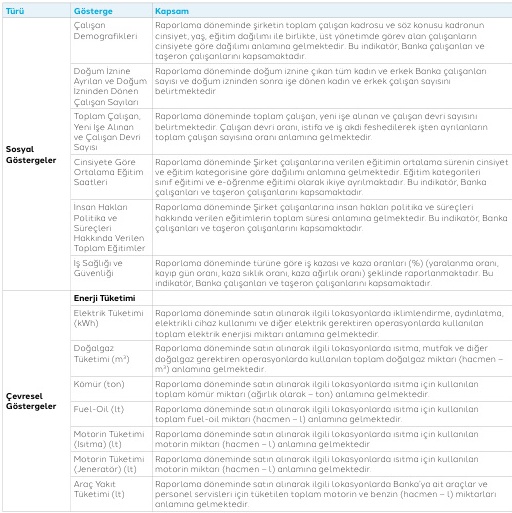 Türü Gösterge Kapsam
Sosyal
Göstergeler
Çalışan
Demografikleri
Raporlama döneminde şirketin toplam çalışan kadrosu ve söz konusu kadronun
cinsiyet, yaş, eğitim dağılımı ile birlikte, üst yönetimde görev alan çalışanların
cinsiyete göre dağılımı anlamına gelmektedir. Bu indikatör, Banka çalışanları ve
taşeron çalışanlarını kapsamaktadır.
Doğum İznine
Ayrılan ve Doğum
İzninden Dönen
Çalışan Sayıları
Raporlama döneminde doğum iznine çıkan tüm kadın ve erkek Banka çalışanları
sayısı ve doğum izninden sonra işe dönen kadın ve erkek çalışan sayısını
belirtmektedir.
Toplam Çalışan,
Yeni İşe Alınan
ve Çalışan Devri
Sayısı
Raporlama döneminde toplam çalışan, yeni işe alınan ve çalışan devri sayısını
belirtmektedir. Çalışan devri oranı, istifa ve iş akdi feshedilerek işten ayrılanların
toplam çalışan sayısına oranı anlamına gelmektedir.
Cinsiyete Göre
Ortalama Eğitim
Saatleri
Raporlama döneminde Şirket çalışanlarına verilen eğitimin ortalama sürenin cinsiyet
ve eğitim kategorisine göre dağılımı anlamına gelmektedir. Eğitim kategorileri
sınıf eğitimi ve e-öğrenme eğitimi olarak ikiye ayrılmaktadır. Bu indikatör, Banka
çalışanları ve taşeron çalışanlarını kapsamaktadır.
İnsan Hakları
Politika ve
Süreçleri
Hakkında Verilen
Toplam Eğitimler
Raporlama döneminde Şirket çalışanlarına insan hakları politika ve süreçleri
hakkında verilen eğitimlerin toplam süresi anlamına gelmektedir. Bu indikatör, Banka
çalışanları ve taşeron çalışanlarını kapsamaktadır.
İş Sağlığı ve
Güvenliği
Raporlama döneminde türüne göre iş kazası ve kaza oranları (%) (yaralanma oranı,
kayıp gün oranı, kaza sıklık oranı, kaza ağırlık oranı) şeklinde raporlanmaktadır. Bu
indikatör, Banka çalışanları ve taşeron çalışanlarını kapsamaktadır.
Çevresel
Göstergeler
Enerji Tüketimi
Elektrik Tüketimi
(kWh)
Raporlama döneminde satın alınarak ilgili lokasyonlarda iklimlendirme, aydınlatma,
elektrikli cihaz kullanımı ve diğer elektrik gerektiren operasyonlarda kullanılan
toplam elektrik enerjisi miktarı anlamına gelmektedir.
Doğalgaz
Tüketimi (m³)
Raporlama döneminde satın alınarak ilgili lokasyonlarda ısıtma, mutfak ve diğer
doğalgaz gerektiren operasyonlarda kullanılan toplam doğalgaz miktarı (hacmen –
m³) anlamına gelmektedir.
Kömür (ton)
Raporlama döneminde satın alınarak ilgili lokasyonlarda ısıtma için kullanılan
toplam kömür miktarı (ağırlık olarak – ton) anlamına gelmektedir.
Fuel-Oil (lt)
Raporlama döneminde satın alınarak ilgili lokasyonlarda ısıtma için kullanılan
toplam fuel-oil miktarı (hacmen – l) anlamına gelmektedir.
Motorin Tüketimi
(Isıtma) (lt)
Raporlama döneminde satın alınarak ilgili lokasyonlarda ısıtma için kullanılan
motorin miktarı (hacmen – l) anlamına gelmektedir
Motorin Tüketimi
(Jeneratör) (lt)
Raporlama döneminde satın alınarak ilgili lokasyonlarda ısıtma için kullanılan
motorin miktarı (hacmen – l) anlamına gelmektedir.
Araç Yakıt
Tüketimi (lt)
Raporlama döneminde satın alınarak ilgili lokasyonlarda Banka'ya ait araçlar ve
personel servisleri için tüketilen toplam motorin ve benzin (hacmen – l) miktarları
anlamına gelmektedir.